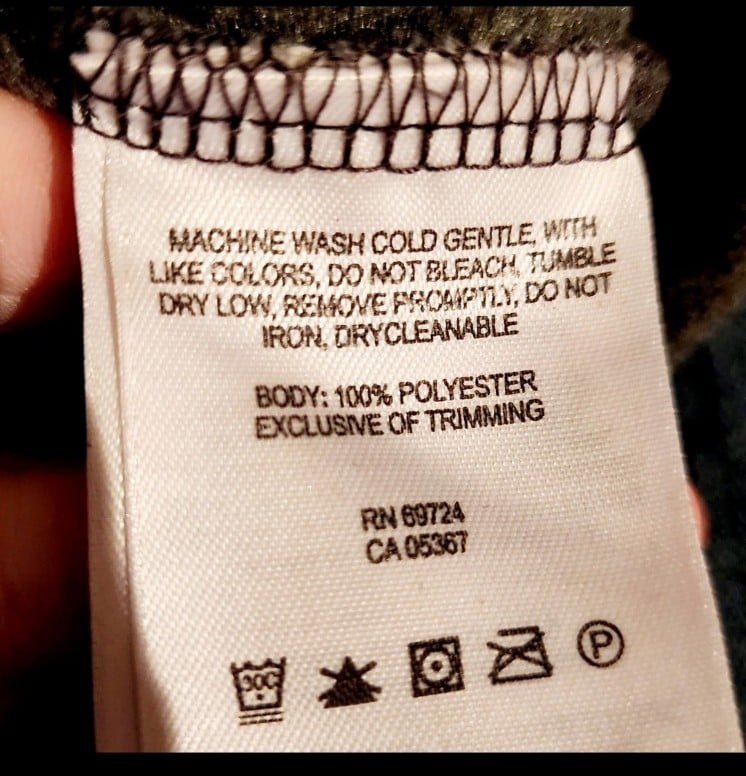 MACHINE WASH COLD GENTLE, WITH
LIKE COLORS, DO NOT BLEACH, TUMBLE
DRY LOW, REMOVE PROMPTLY, DO NOT
IRON, DRYCLEANABLE
BODY: 100% POLYESTER
EXCLUSIVE OF TRIMMING
RN 69724
CA 05367
30C P